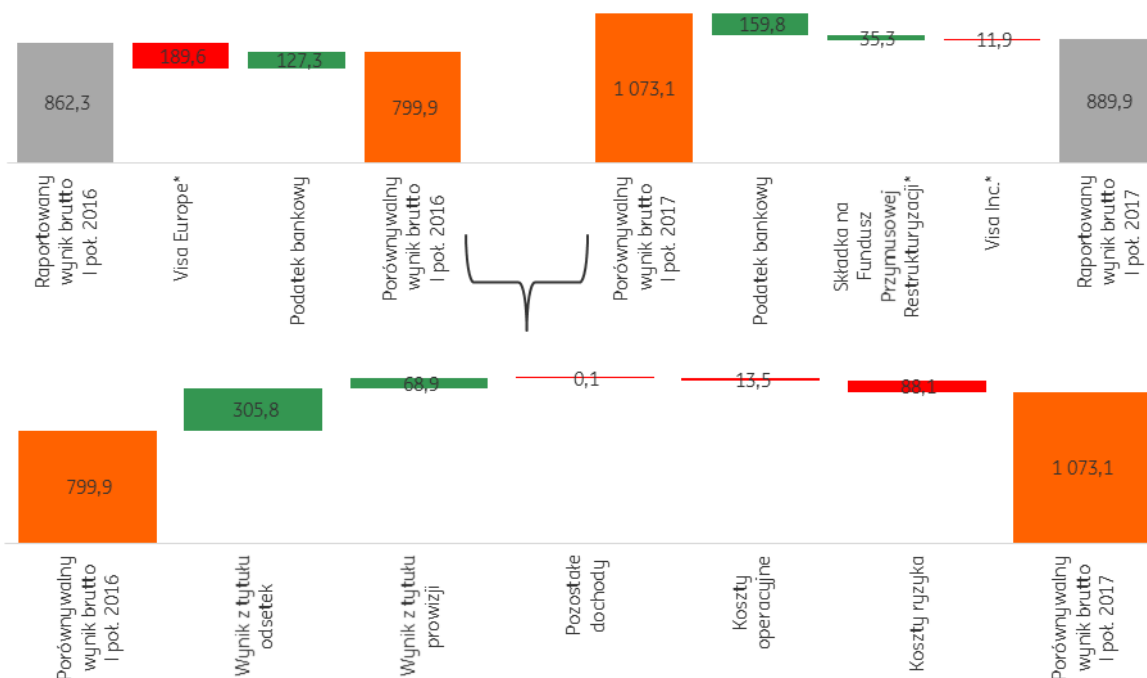 862,3
189,6
127,3
799,9
1 073,1
159,8
35,3
11,9
889,9
Raportowany
wynik brutto
I poł. 2016
Visa Europe*
Podatek bankowy
Porównywalny
wynik brutto
I poł. 2016
Porównywalny
wynik brutto
I poł. 2017
Podatek bankowy
Składka na
Fundusz
Przymusowej
Restrukturyzacji*
Visa Inc.*
Raportowany
wynik brutto
I poł. 2017
799,9
305,8
68,9
0,1
13,5
88,1
1 073,1
Porównywalny
wynik brutto
I poł. 2016
Wynik z tytułu
odsetek
Wynik z tytułu
prowizji
Pozostałe
dochody
Koszty
operacyjne
Koszty ryzyka
Porównywalny
wynik brutto
I poł. 2017